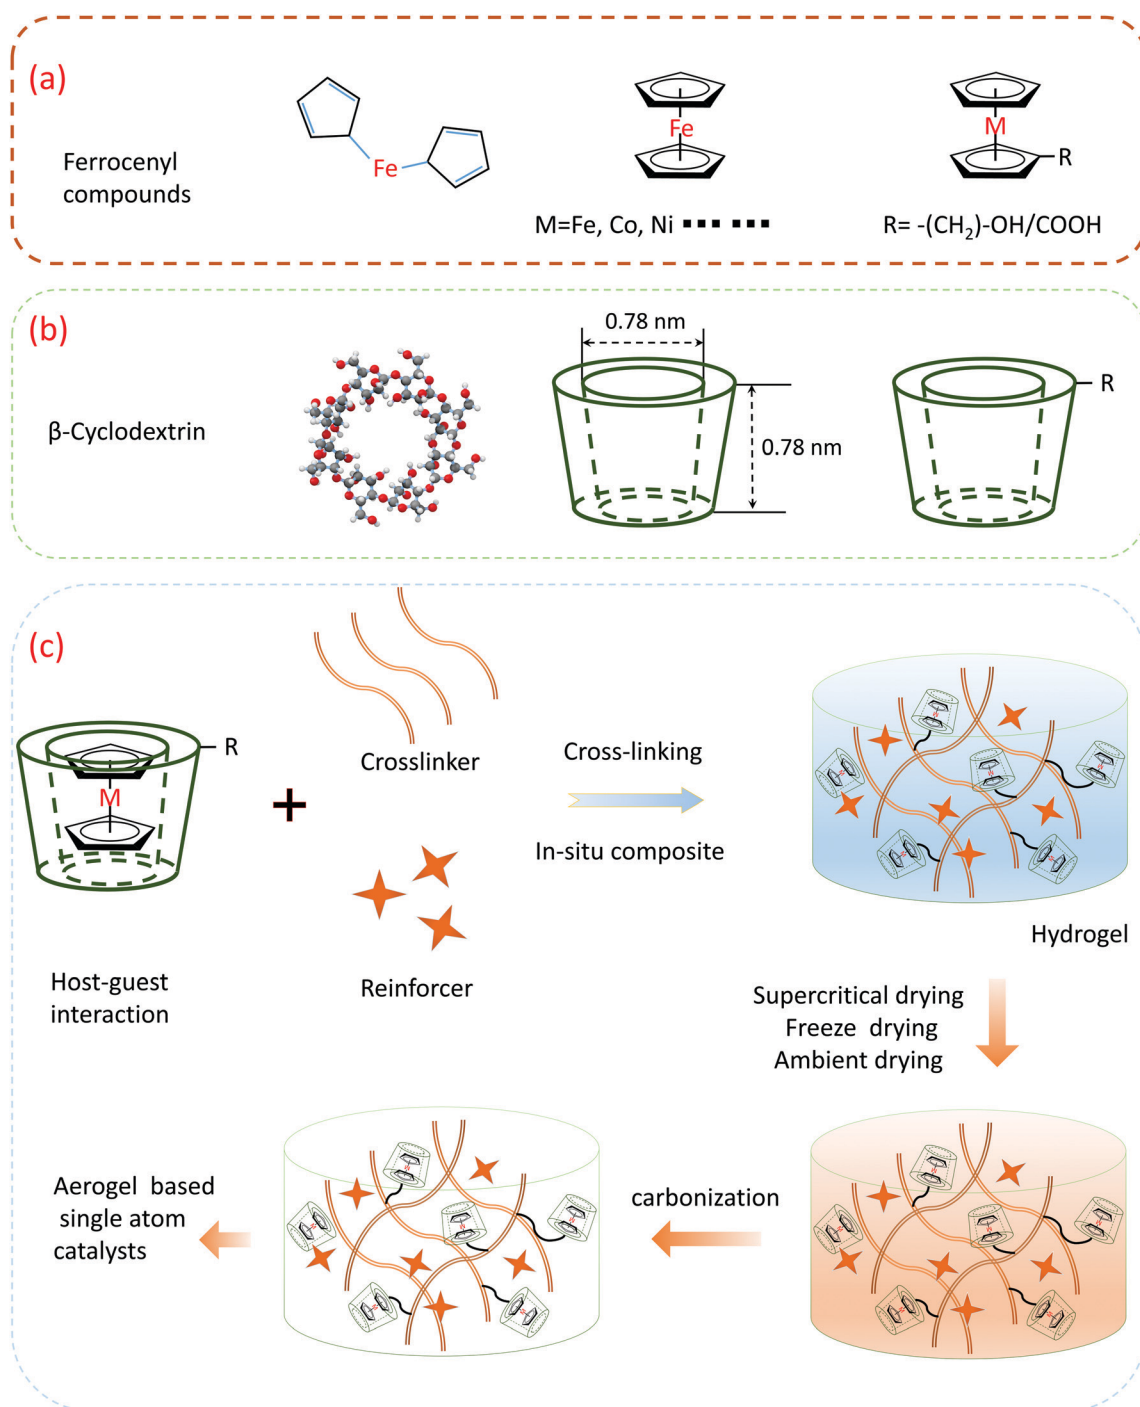 (a)
Ferrocenyl
compounds
Fe
Fe
M
R
M=Fe, Co, Ni ▪▪▪▪ ▪▪▪▪
R= -(CH₂)-OH/COOH
(b)
β-Cyclodextrin
0.78 nm
0.78 nm
R
(c)
R
M
Crosslinker
Reinforcer
Host-guest
interaction
Cross-linking
In-situ composite
Hydrogel
Supercritical drying
Freeze drying
Ambient drying
carbonization
Aerogel based
single atom
catalysts